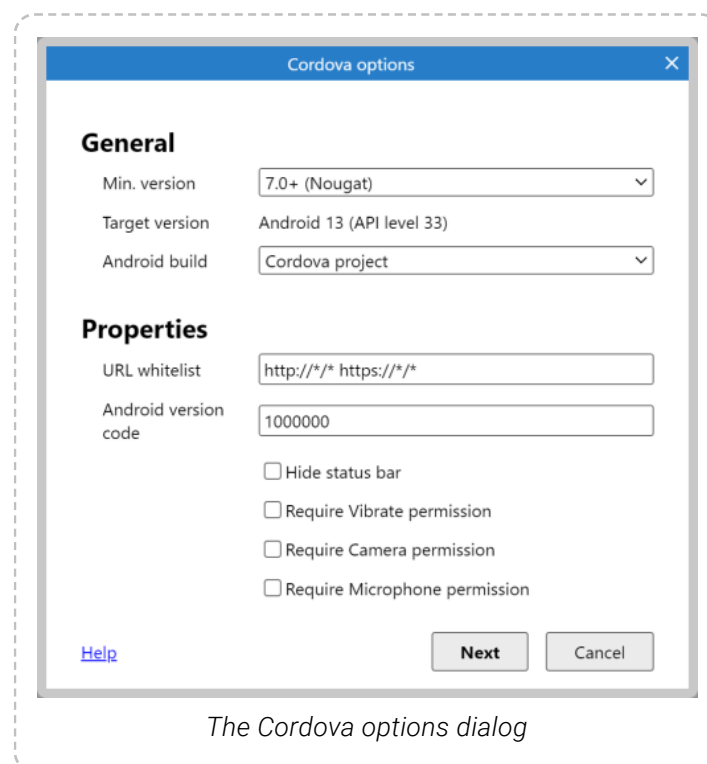 Cordova options
General
Min. version 7.0+ (Nougat)
Target version Android 13 (API level 33)
Android build Cordova project
Properties
URL whitelist http://*/* https://*/*
Android version
code 1000000
Hide status bar
Require Vibrate permission
Require Camera permission
Require Microphone permission
Help Next Cancel
The Cordova options dialog